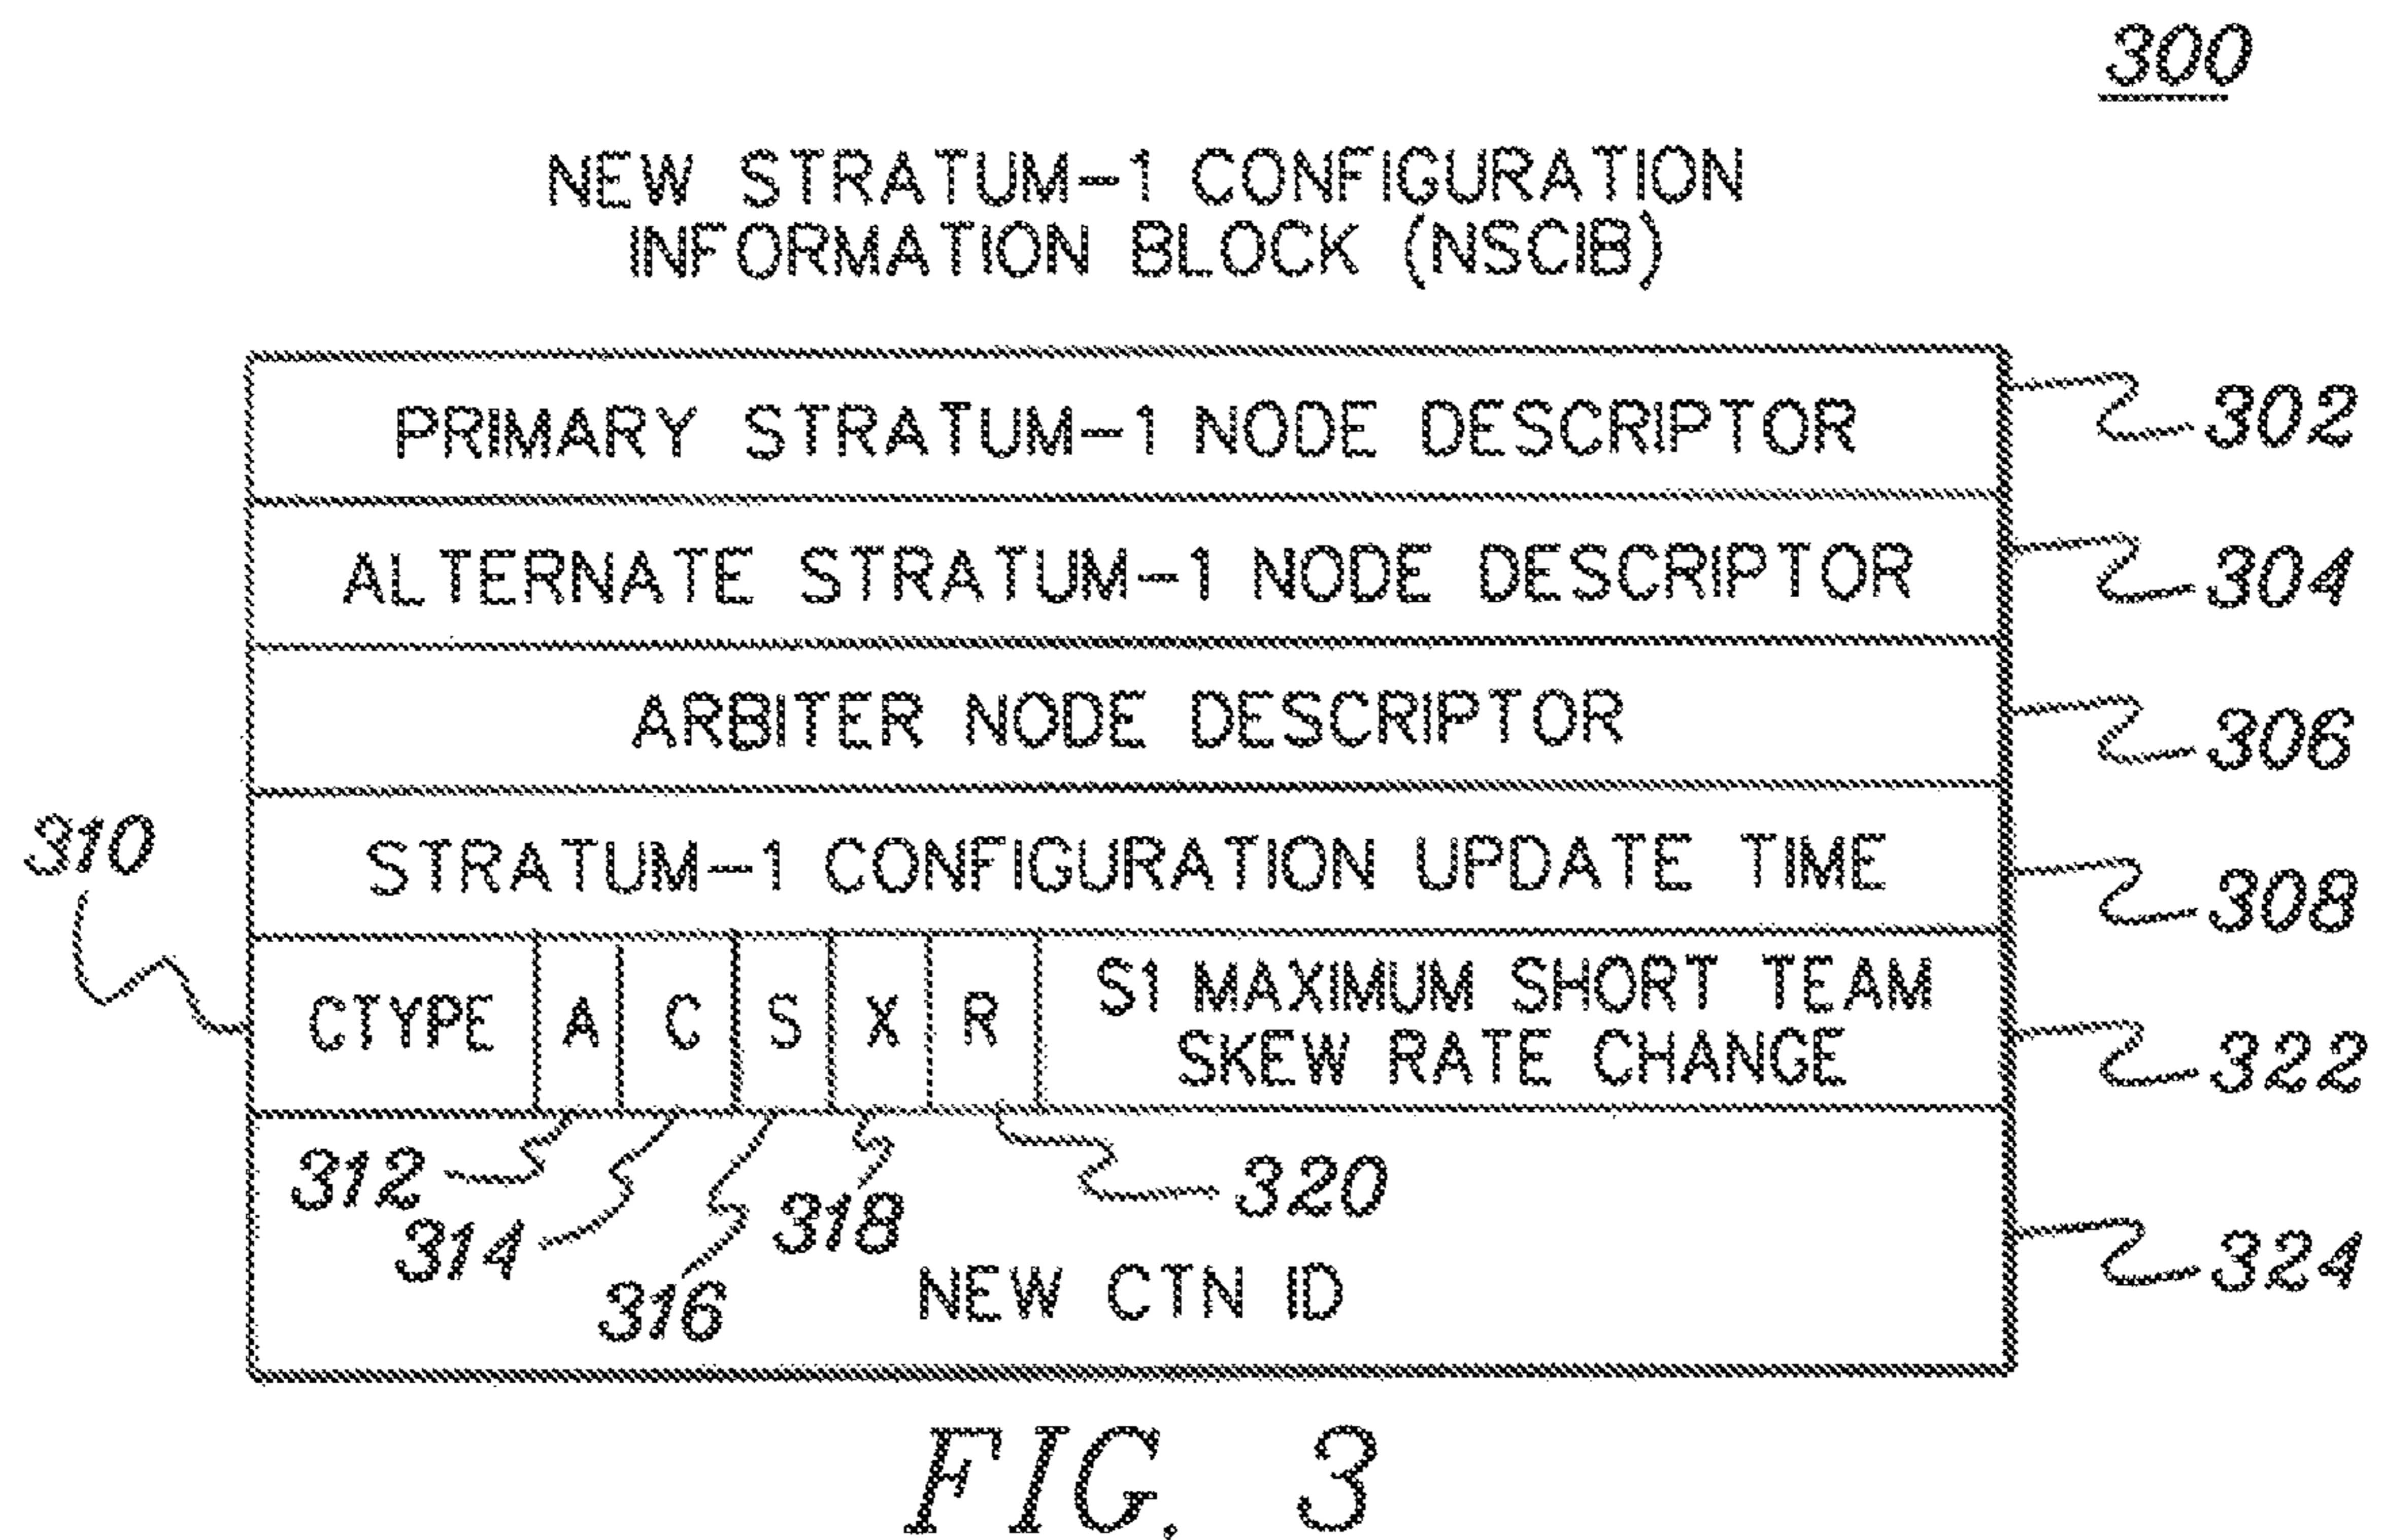 300
NEW STRATUM-1 CONFIGURATION
INFORMATION BLOCK (NSCIB)
PRIMARY STRATUM-1 NODE DESCRIPTOR
302
ALTERNATE STRATUM-1 NODE DESCRIPTOR
304
ARBITER NODE DESCRIPTOR
306
STRATUM-1 CONFIGURATION UPDATE TIME
308
310
CTYPE A C S X R
S1 MAXIMUM SHORT TEAM
SKEW RATE CHANGE
322
312
314
316
318
320
NEW CTN ID
324
FIG. 3